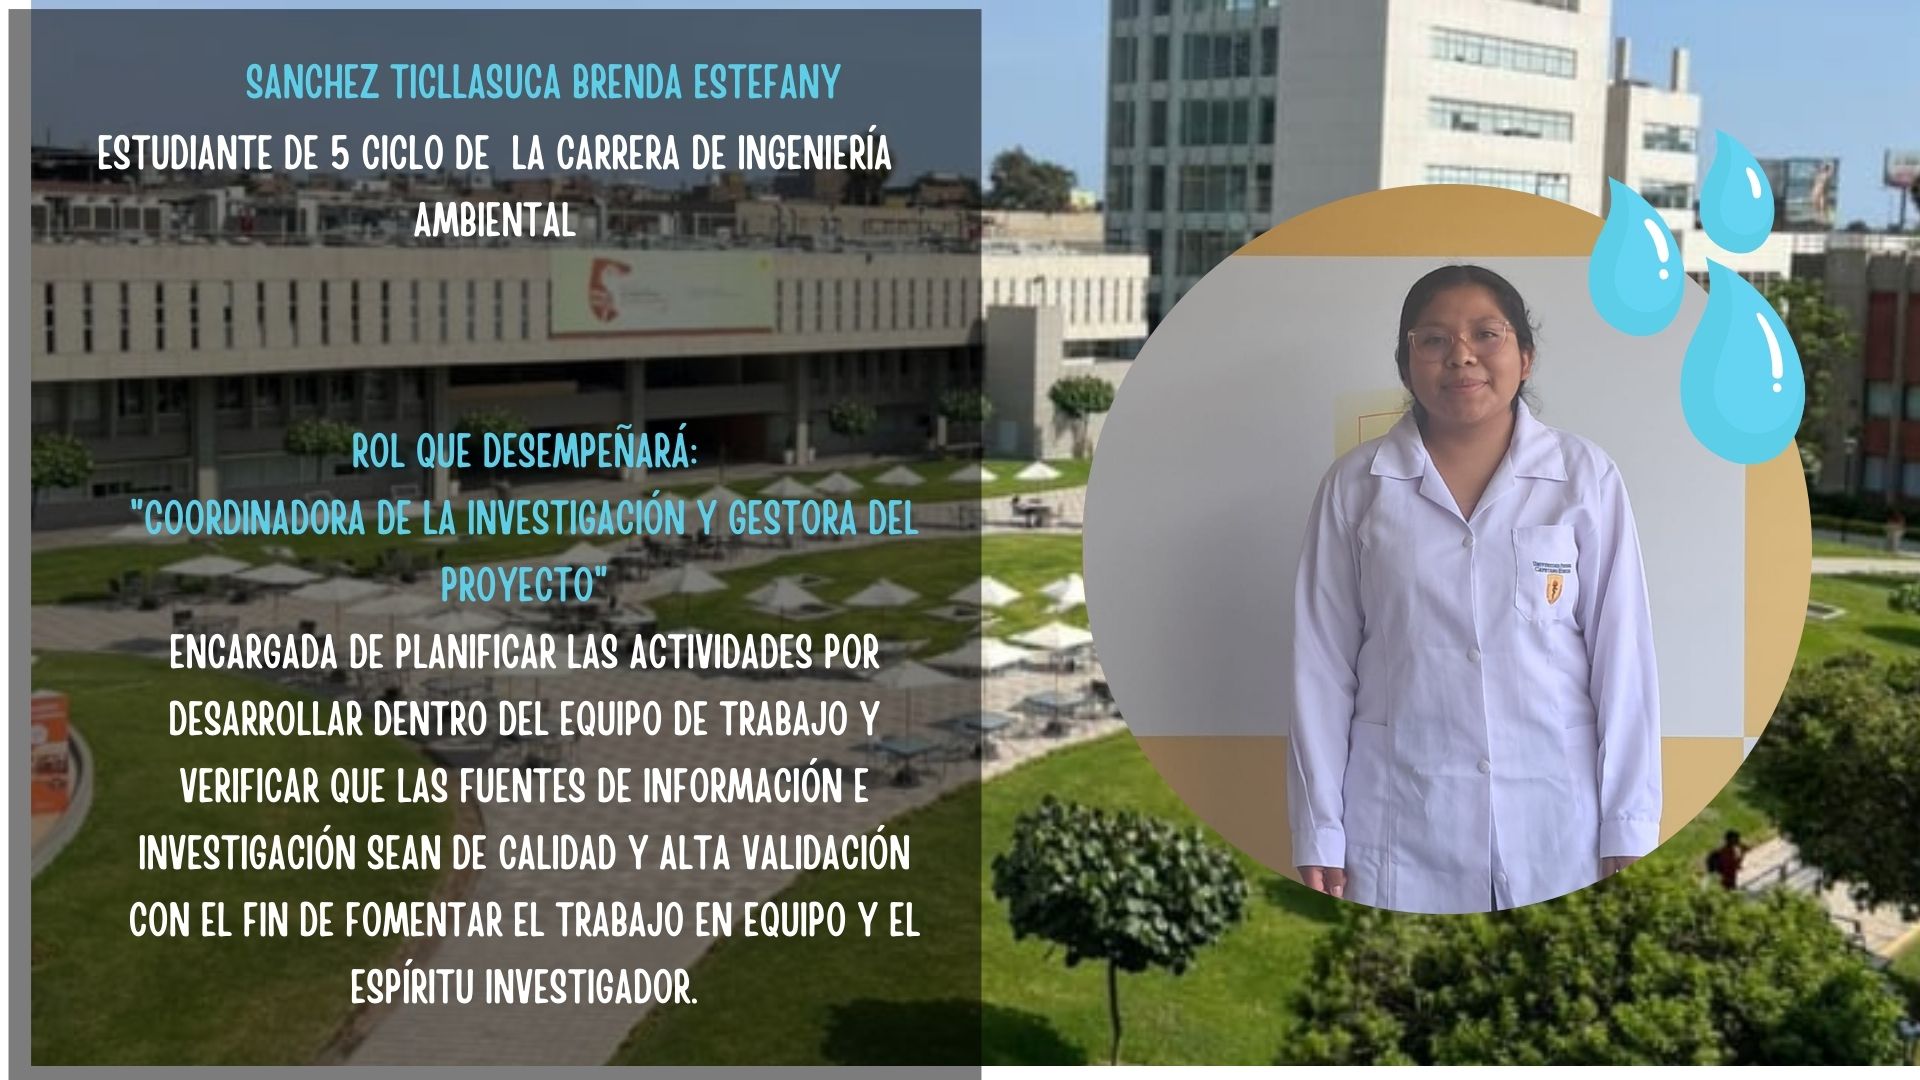 SANCHEZ TICLLASUCA BRENDA ESTEFANY
ESTUDIANTE DE 5 CICLO DE LA CARRERA DE INGENIERÍA
AMBIENTAL
ROL QUE DESEMPEÑARÁ:
"COORDINADORA DE LA INVESTIGACIÓN Y GESTORA DEL
PROYECTO"
ENCARGADA DE PLANIFICAR LAS ACTIVIDADES POR
DESARROLLAR DENTRO DEL EQUIPO DE TRABAJO Y
VERIFICAR QUE LAS FUENTES DE INFORMACIÓN E
INVESTIGACIÓN SEAN DE CALIDAD Y ALTA VALIDACIÓN
CON EL FIN DE FOMENTAR EL TRABAJO EN EQUIPO Y EL
ESPÍRITU INVESTIGADOR.